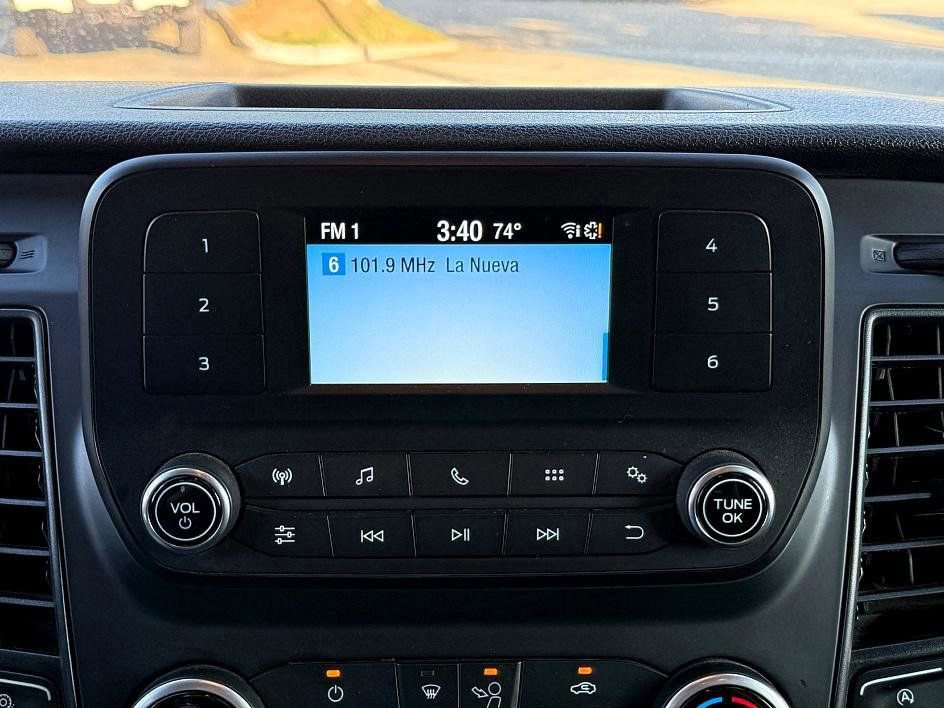 FM 1 3:40 74°
6 101.9 MHz La Nueva
1
2
3
4
5
6
VOL
TUNE
OK
A